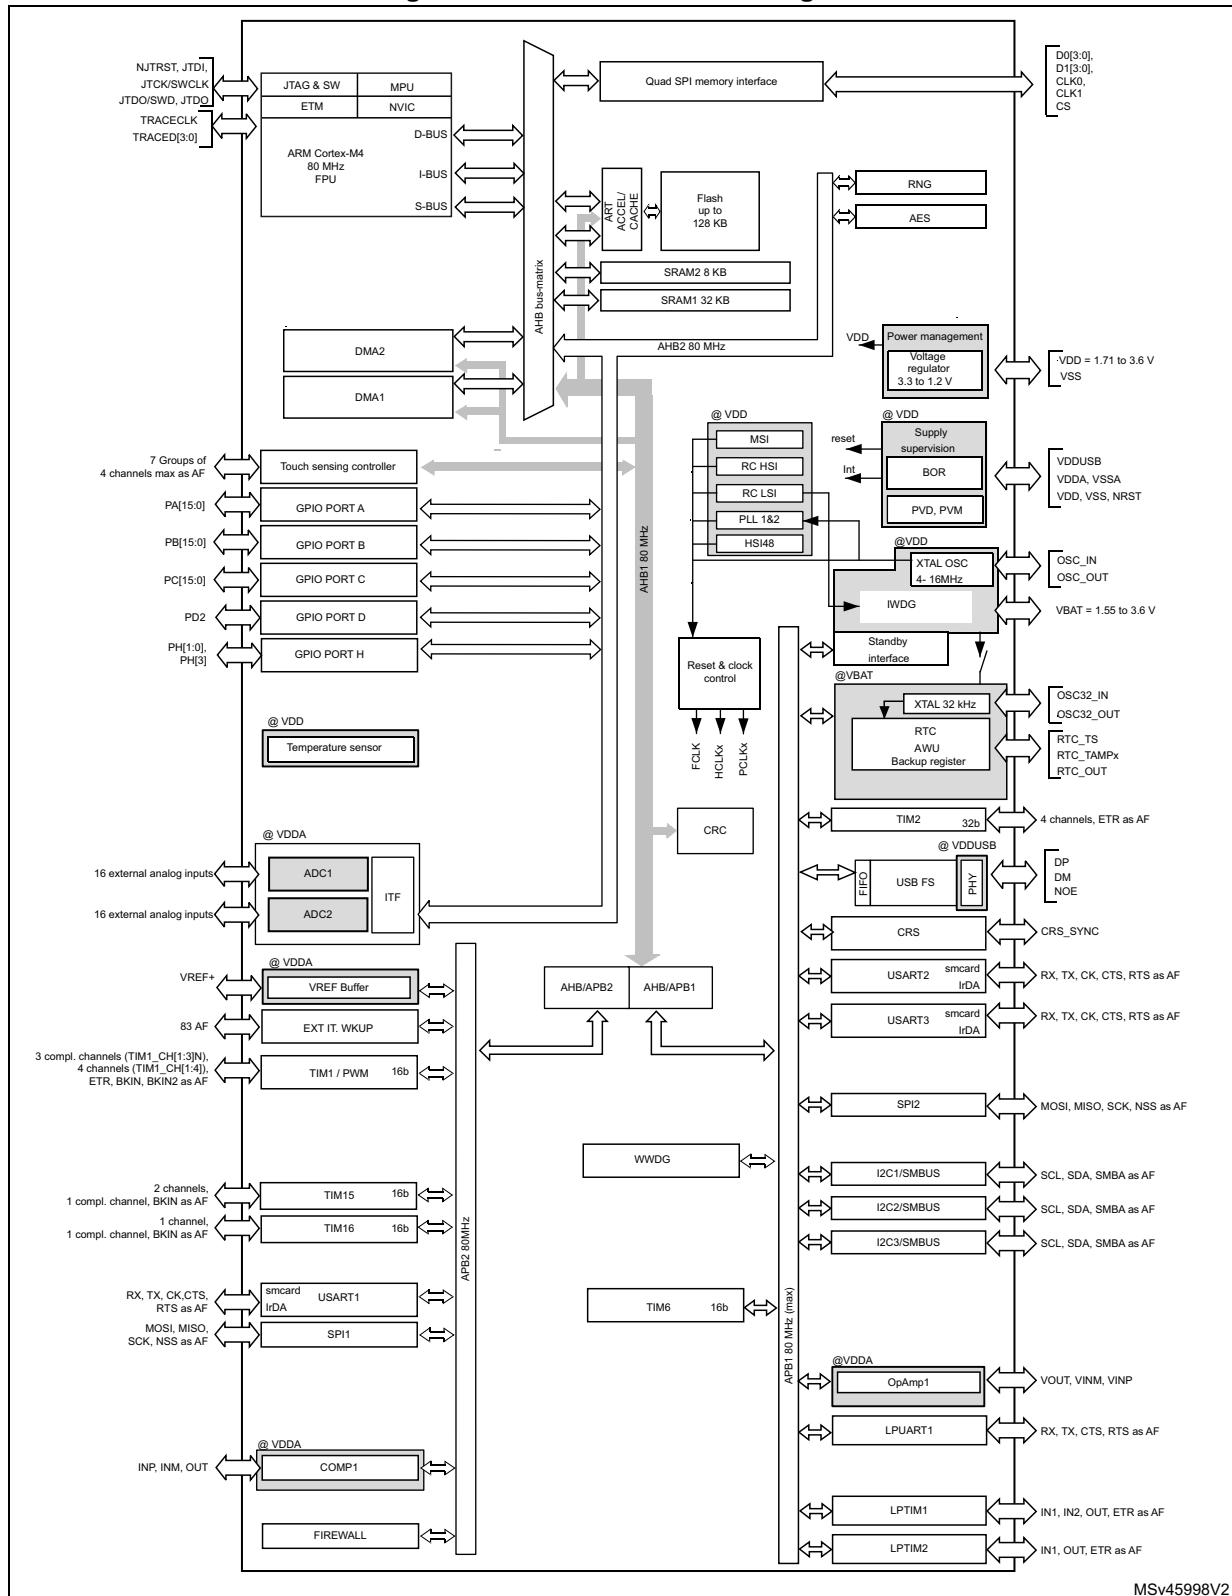 NJTRST, JTDI,
JTCK/SWCLK
JTDO/SWD, JTDO
TRACECLK
TRACED[3:0]
JTAG & SW
MPU
ETM
NVIC
ARM Cortex-M4
80 MHz
FPU
D-BUS
I-BUS
S-BUS
AHB bus-matrix
Quad SPI memory interface
D0[3:0],
D1[3:0],
CLK0,
CLK1
CS
ART
ACCEL/
CACHE
Flash
up to
128 KB
RNG
AES
SRAM2 8 KB
SRAM1 32 KB
AHB2 80 MHz
DMA2
DMA1
VDD
Power management
Voltage
regulator
3.3 to 1.2 V
VDD = 1.71 to 3.6 V
VSS
@ VDD
MSI
RC HSI
RC LSI
PLL 1&2
HSI48
@ VDD
reset
Int
Supply
supervision
BOR
PVD, PVM
VDDUSB
VDDA, VSSA
VDD, VSS, NRST
7 Groups of
4 channels max as AF
Touch sensing controller
PA[15:0]
GPIO PORT A
PB[15:0]
GPIO PORT B
PC[15:0]
GPIO PORT C
PD2
GPIO PORT D
PH[1:0],
PH[3]
GPIO PORT H
AHB1 80 MHz
@VDD
XTAL OSC
4- 16MHz
IWDG
OSC_IN
OSC_OUT
VBAT = 1.55 to 3.6 V
Standby
interface
Reset & clock
control
FCLK
HCLKx
PCLKx
@VBAT
XTAL 32 kHz
RTC
AWU
Backup register
OSC32_IN
OSC32_OUT
RTC_TS
RTC_TAMPx
RTC_OUT
@ VDD
Temperature sensor
CRC
TIM2
32b
4 channels, ETR as AF
@ VDDA
16 external analog inputs
ADC1
ITF
16 external analog inputs
ADC2
@ VDDUSB
FIFO
USB FS
PHY
DP
DM
NOE
CRS
CRS_SYNC
@ VDDA
VREF+
VREF Buffer
83 AF
EXT IT. WKUP
3 compl. channels (TIM1_CH[1:3]N),
4 channels (TIM1_CH[1:4]),
ETR, BKIN, BKIN2 as AF
TIM1 / PWM
16b
AHB/APB2
AHB/APB1
USART2
smcard
IrDA
RX, TX, CK, CTS, RTS as AF
USART3
smcard
IrDA
RX, TX, CK, CTS, RTS as AF
SPI2
MOSI, MISO, SCK, NSS as AF
WWDG
I2C1/SMBUS
SCL, SDA, SMBA as AF
I2C2/SMBUS
SCL, SDA, SMBA as AF
I2C3/SMBUS
SCL, SDA, SMBA as AF
2 channels,
1 compl. channel, BKIN as AF
TIM15
16b
1 channel,
1 compl. channel, BKIN as AF
TIM16
16b
APB2 80MHz
RX, TX, CK,CTS,
RTS as AF
smcard
IrDA
USART1
MOSI, MISO,
SCK, NSS as AF
SPI1
TIM6
16b
APB1 80 MHz (max)
@VDDA
OpAmp1
VOUT, VINM, VINP
LPUART1
RX, TX, CTS, RTS as AF
@ VDDA
INP, INM, OUT
COMP1
LPTIM1
IN1, IN2, OUT, ETR as AF
FIREWALL
LPTIM2
IN1, OUT, ETR as AF
MSv45998V2